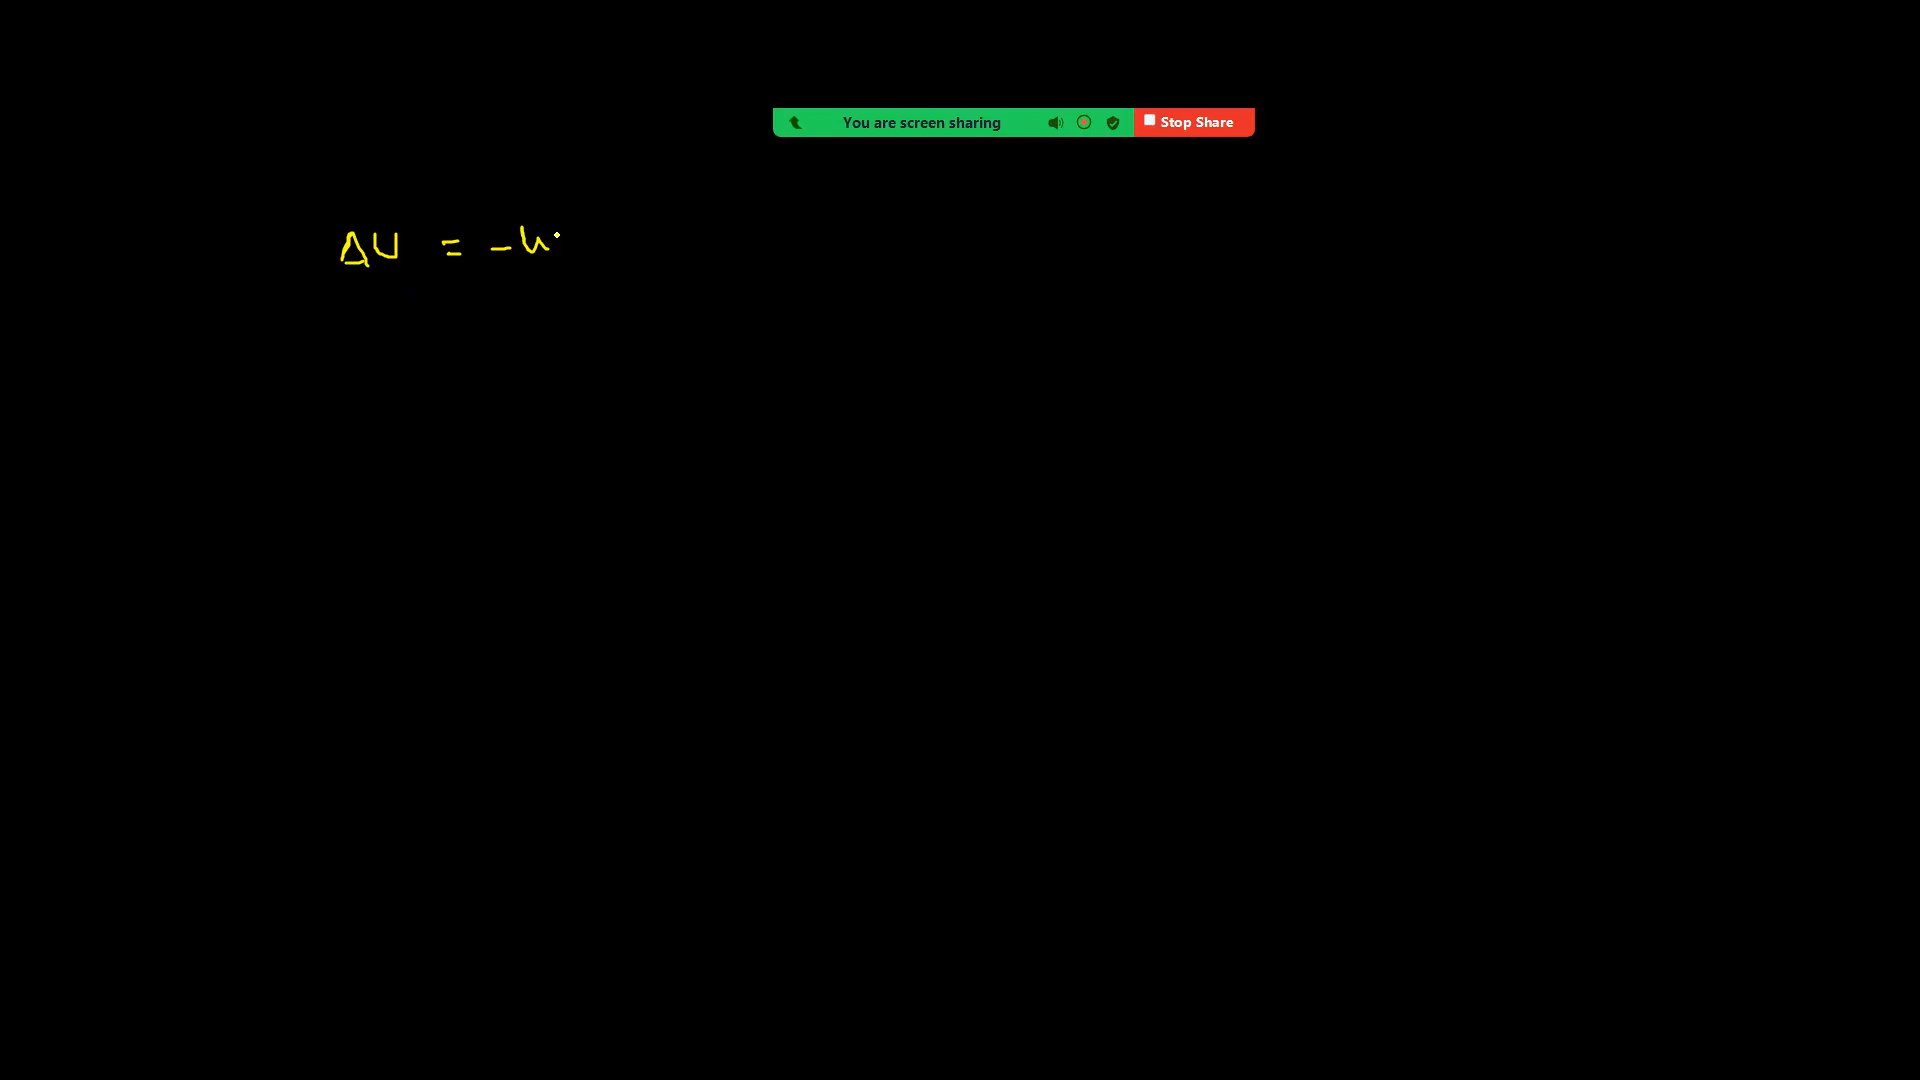 You are screen sharing Stop Share
ΔU = -